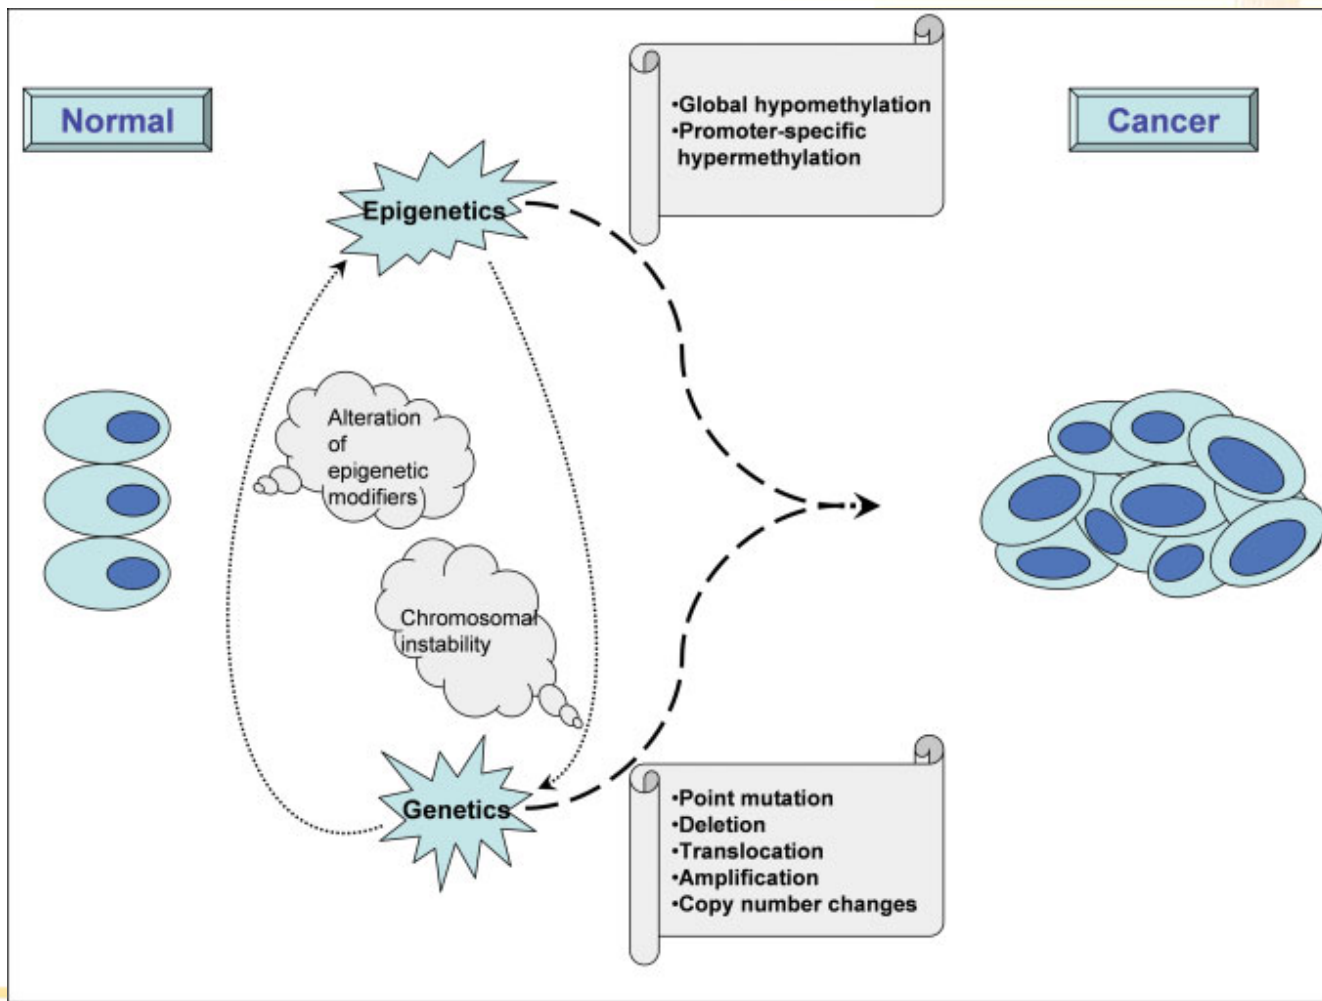 Normal
Cancer
•Global hypomethylation
•Promoter-specific
hypermethylation
Epigenetics
Alteration
of
epigenetic
modifiers
Chromosomal
instability
Genetics
•Point mutation
•Deletion
•Translocation
•Amplification
•Copy number changes